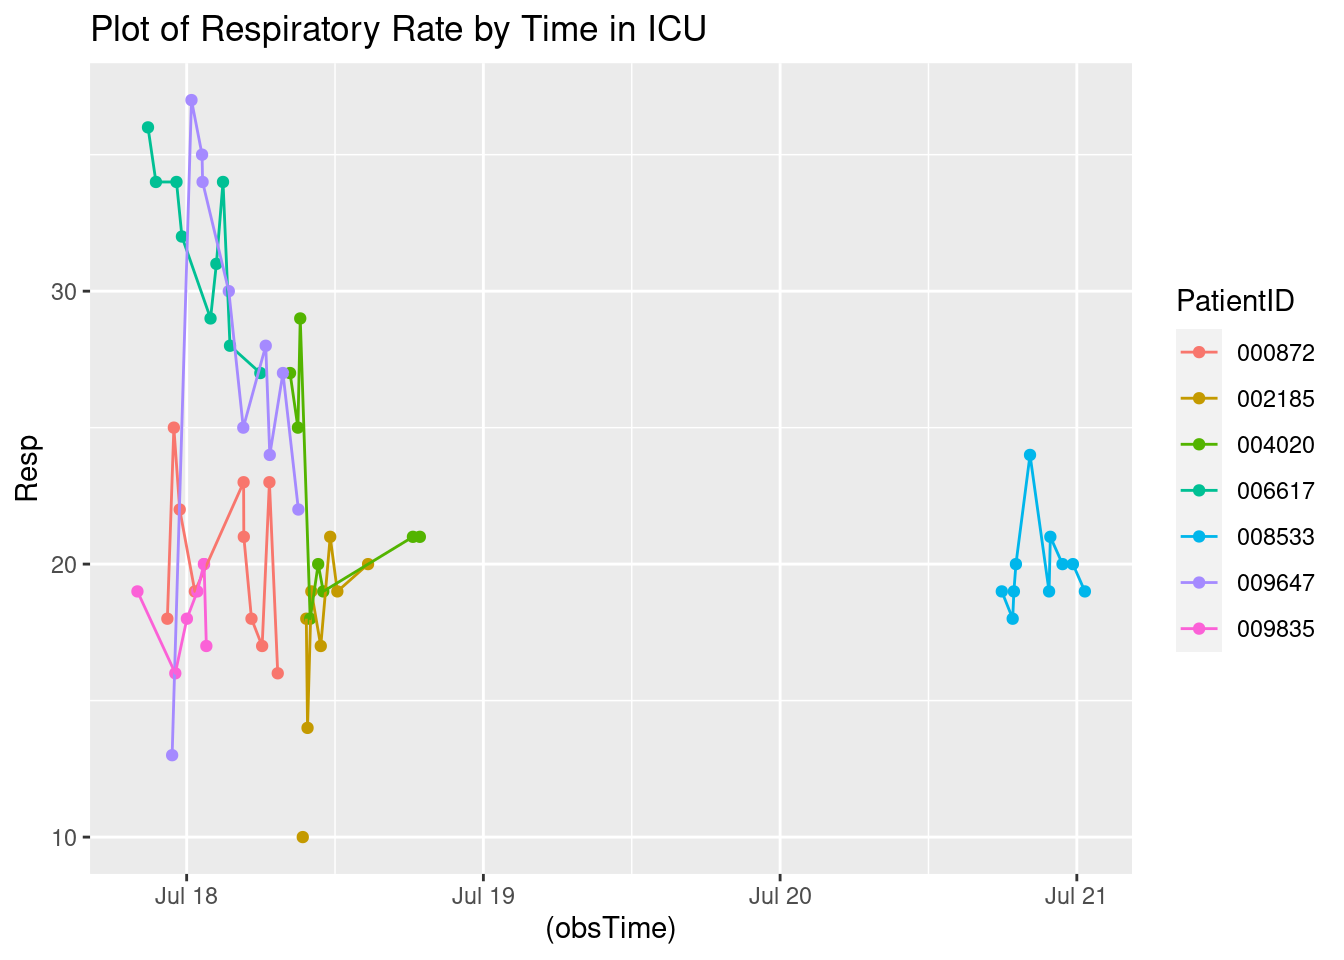 Plot of Respiratory Rate by Time in ICU
Resp
30
20
10
Jul 18
Jul 19
Jul 20
Jul 21
(obsTime)
PatientID
000872
002185
004020
006617
008533
009647
009835